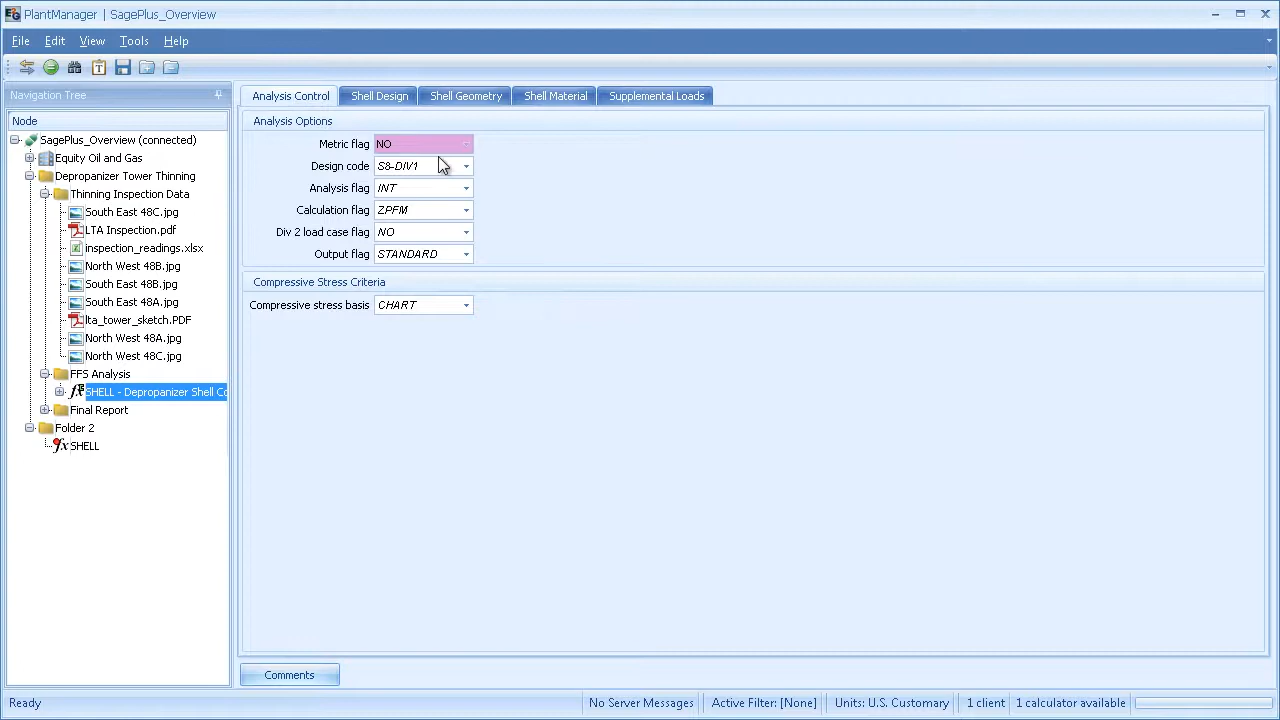 PlantManager | SagePlus_Overview
File Edit View Tools Help
Navigation Tree
Node
SagePlus_Overview (connected)
Equity Oil and Gas
Depropanizer Tower Thinning
Thinning Inspection Data
South East 48C.jpg
LTA Inspection.pdf
inspection_readings.xlsx
North West 48B.jpg
South East 48B.jpg
South East 48A.jpg
lta_tower_sketch.PDF
North West 48A.jpg
North West 48C.jpg
FFS Analysis
SHELL - Depropanizer Shell Co
Final Report
Folder 2
SHELL
Analysis Control Shell Design Shell Geometry Shell Material Supplemental Loads
Analysis Options
Metric flag NO
Design code S8-DIV1
Analysis flag INT
Calculation flag ZPFM
Div 2 load case flag NO
Output flag STANDARD
Compressive Stress Criteria
Compressive stress basis CHART
Comments
Ready No Server Messages Active Filter: [None] Units: U.S. Customary 1 client 1 calculator available